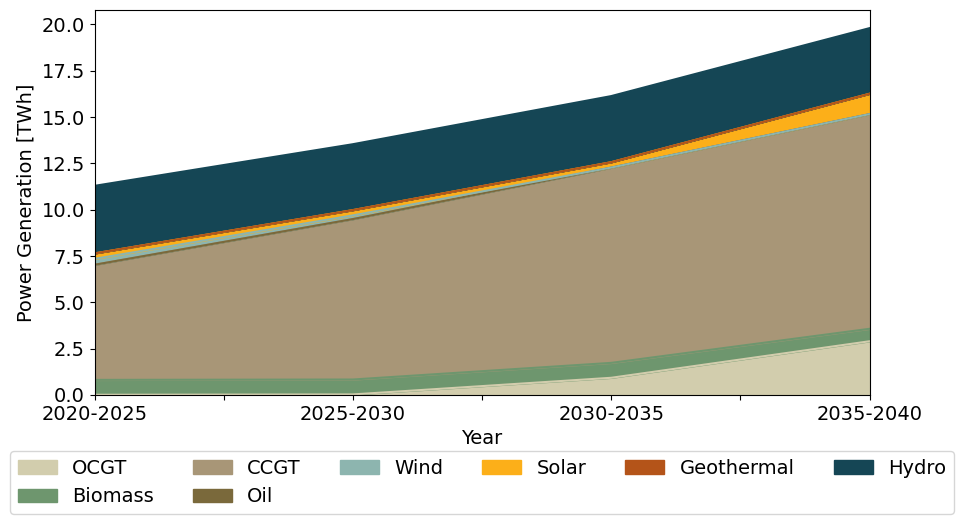 Power Generation [TWh]
20.0
17.5
15.0
12.5
10.0
7.5
5.0
2.5
0.0
2020-2025 2025-2030 2030-2035 2035-2040
Year
OCGT CCGT Wind Solar Geothermal Hydro
Biomass Oil